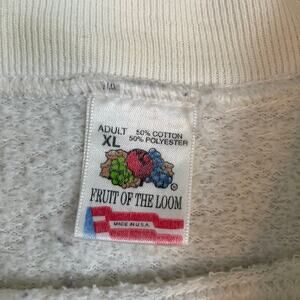 ADULT 50% COTTON
XL 50% POLYESTER
®
FRUIT OF THE LOOM
MADE IN U.S.A.